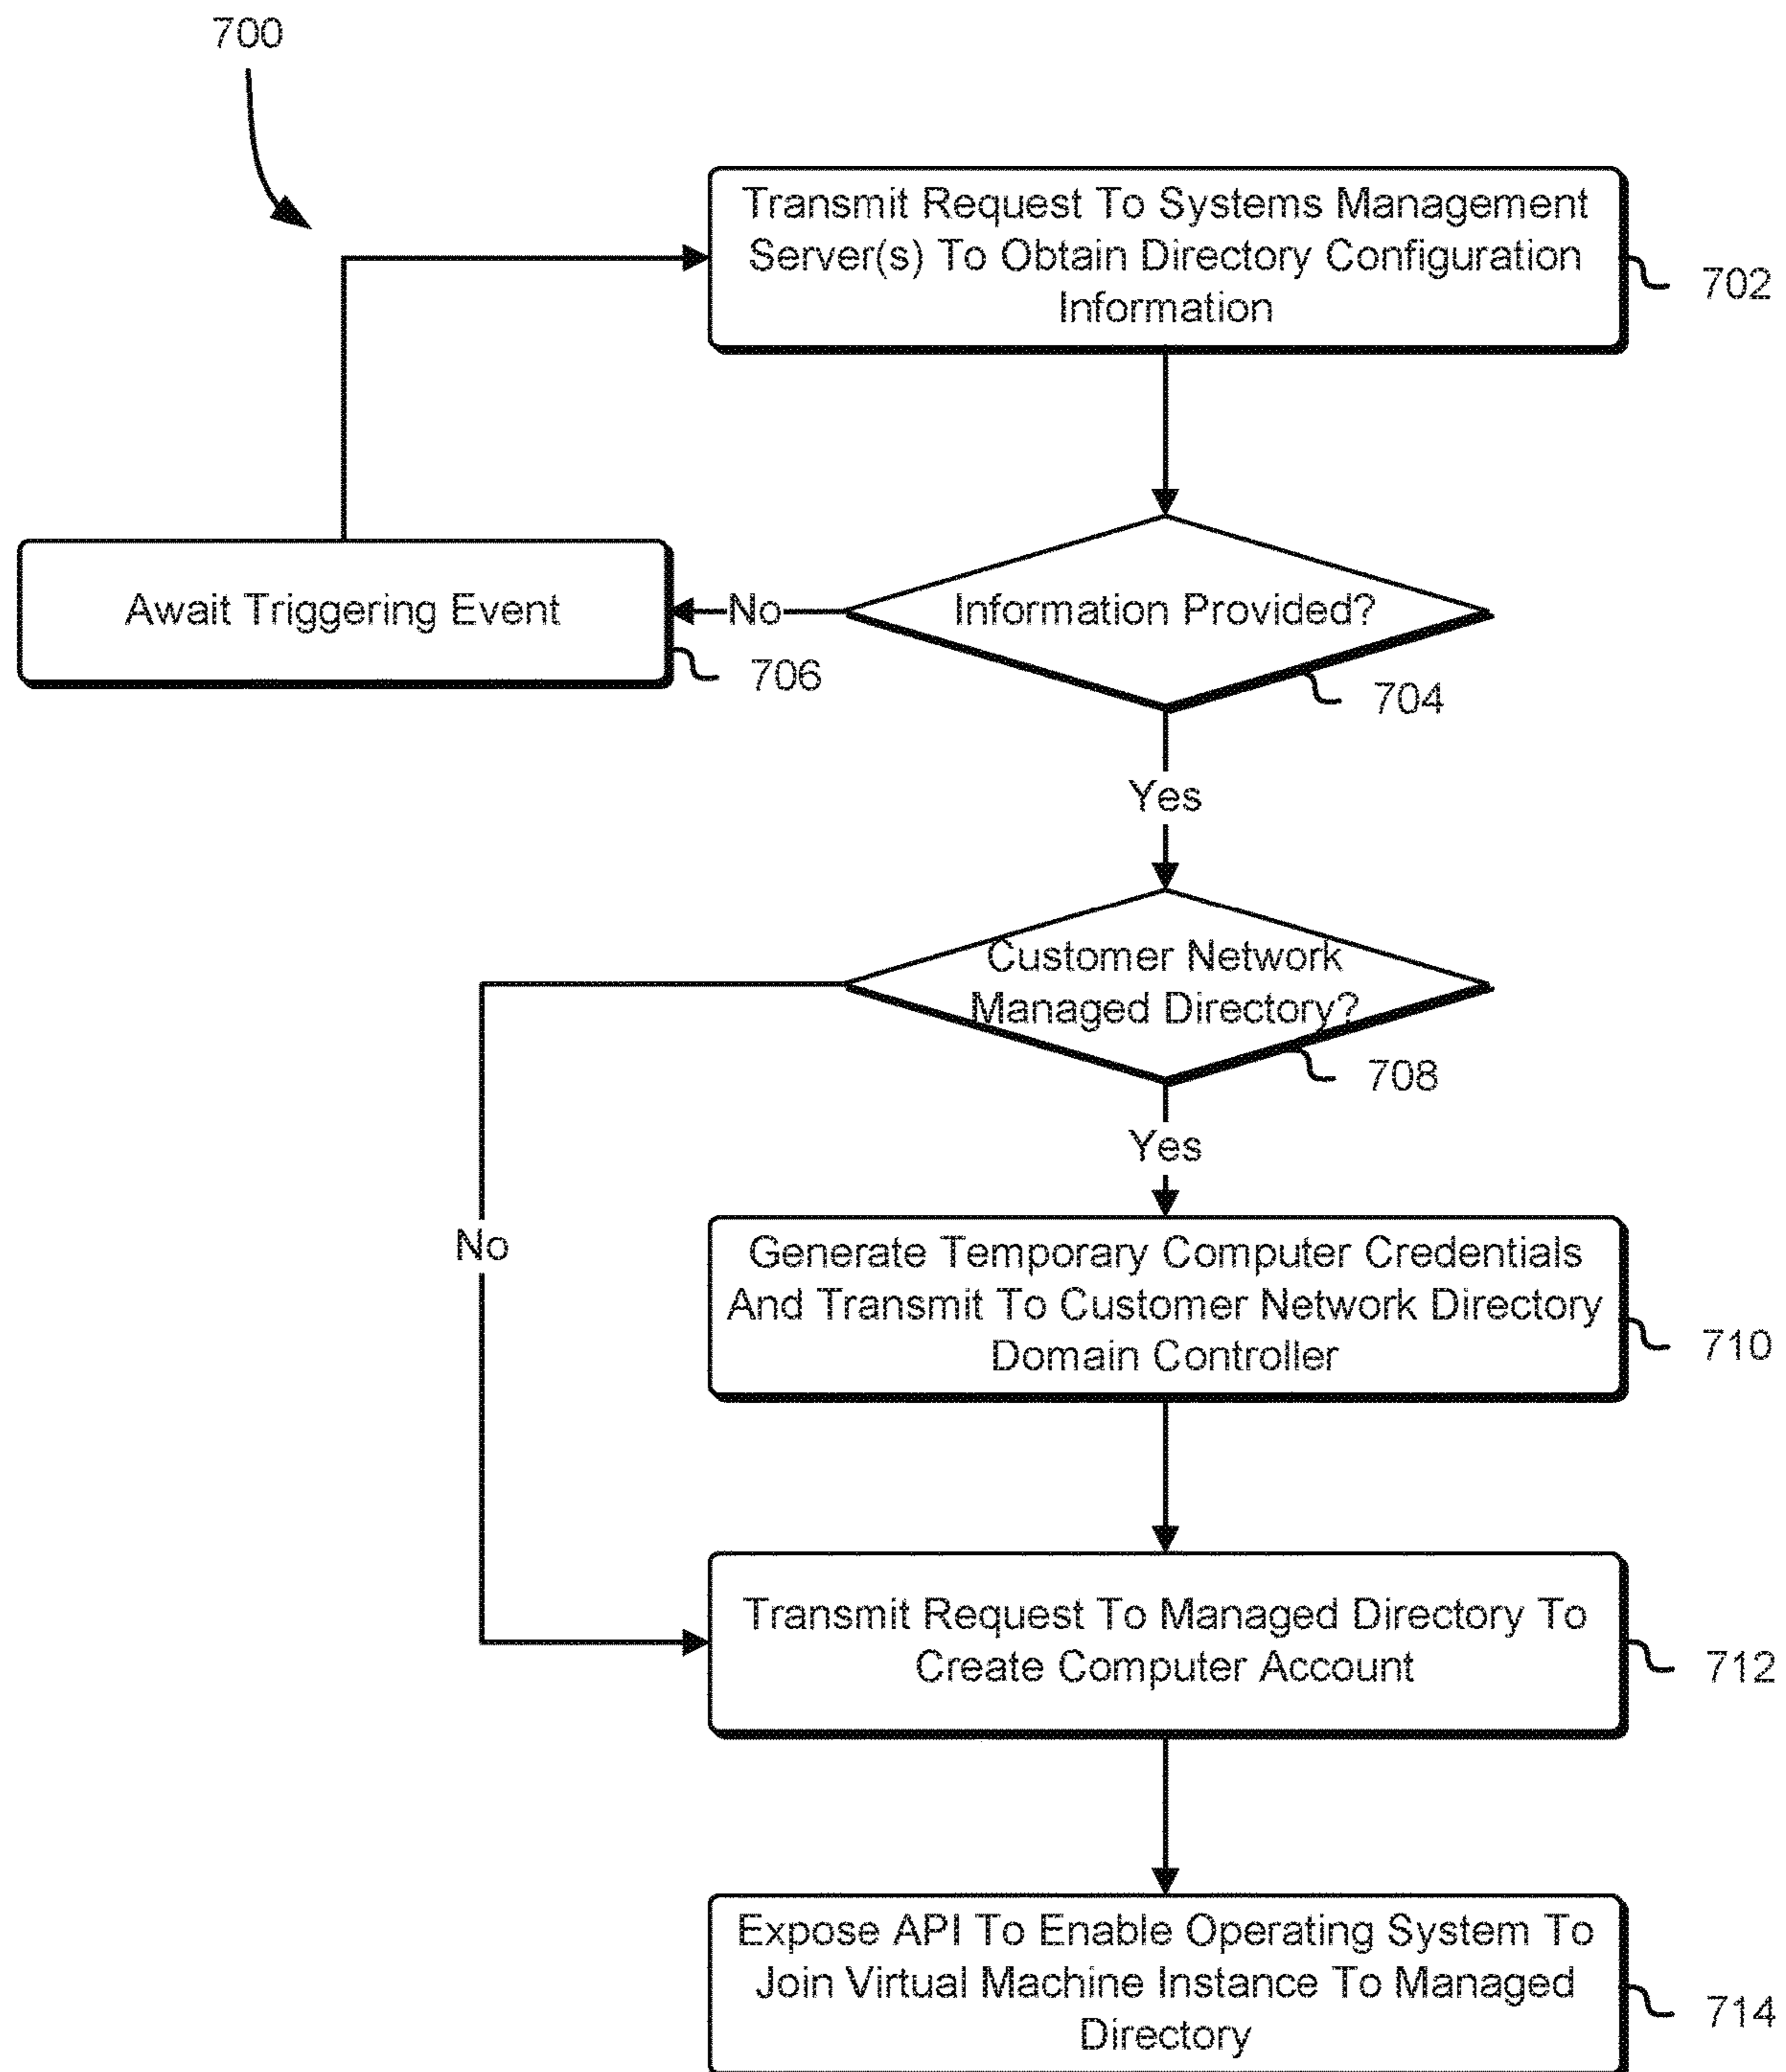 700
Transmit Request To Systems Management
Server(s) To Obtain Directory Configuration
Information
702
Await Triggering Event
706
No
Information Provided?
704
Yes
Customer Network
Managed Directory?
708
Yes
No
Generate Temporary Computer Credentials
And Transmit To Customer Network Directory
Domain Controller
710
Transmit Request To Managed Directory To
Create Computer Account
712
Expose API To Enable Operating System To
Join Virtual Machine Instance To Managed
Directory
714